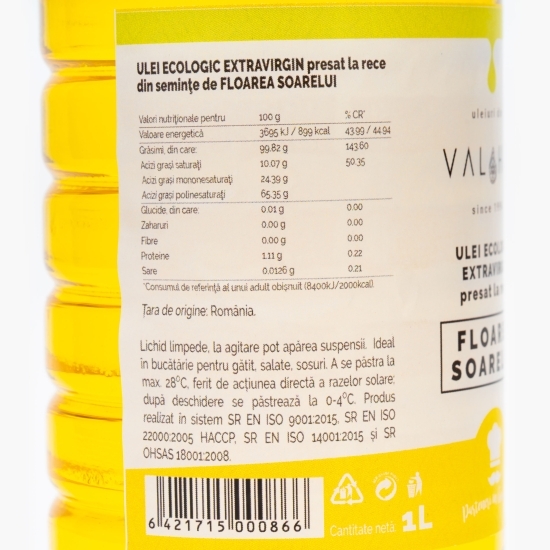 ULEI ECOLOGIC EXTRAVIRGIN presat la rece
din semințe de FLOAREA SOARELUI
Valori nutriționale pentru 100 g % CR*
Valoare energetică 3695 kJ / 899 kcal 43.99 / 44.94
Grăsimi, din care: 99.82 g 143.60
Acizi grași saturați 10.07 g 50.35
Acizi grași mononesaturați 24.39 g
Acizi grași polinesaturați 65.35 g
Glucide, din care: 0.01 g 0.00
Zaharuri 0.00 g 0.00
Fibre 0.00 g 0.00
Proteine 1.11 g 0.22
Sare 0.0126 g 0.21
*Consumul de referință al unui adult obișnuit (8400kJ/2000kcal)
Țara de origine: România.
Lichid limpede, la agitare pot apărea suspensii. Ideal
în bucătărie pentru gătit, salate, sosuri. A se păstra la
max. 28°C, ferit de acțiunea directă a razelor solare;
după deschidere se păstrează la 0-4°C. Produs
realizat în sistem SR EN ISO 9001:2015, SR EN ISO
22000:2005 HACCP, SR EN ISO 14001:2015 și SR
OHSAS 18001:2008.
6 421715 000866
Cantitate netă: 1L
uleiuri
VAL
since
ULEI ECOL
EXTRAVIR
presat la r
FLOAR
SOARE